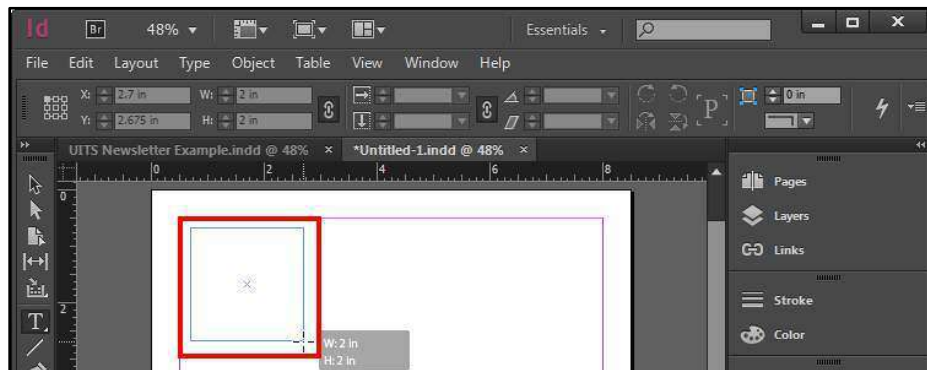 Id Br 48% Essentials
File Edit Layout Type Object Table View Window Help
X: 2.7 in W: 2 in 0 in
Y: 2.675 in H: 2 in P
UITS Newsletter Example.indd @ 48% × *Untitled-1.indd @ 48% ×
0 2 4 6 8
0
Pages
Layers
Links
2
Stroke
T
Color
W: 2 in
H: 2 in